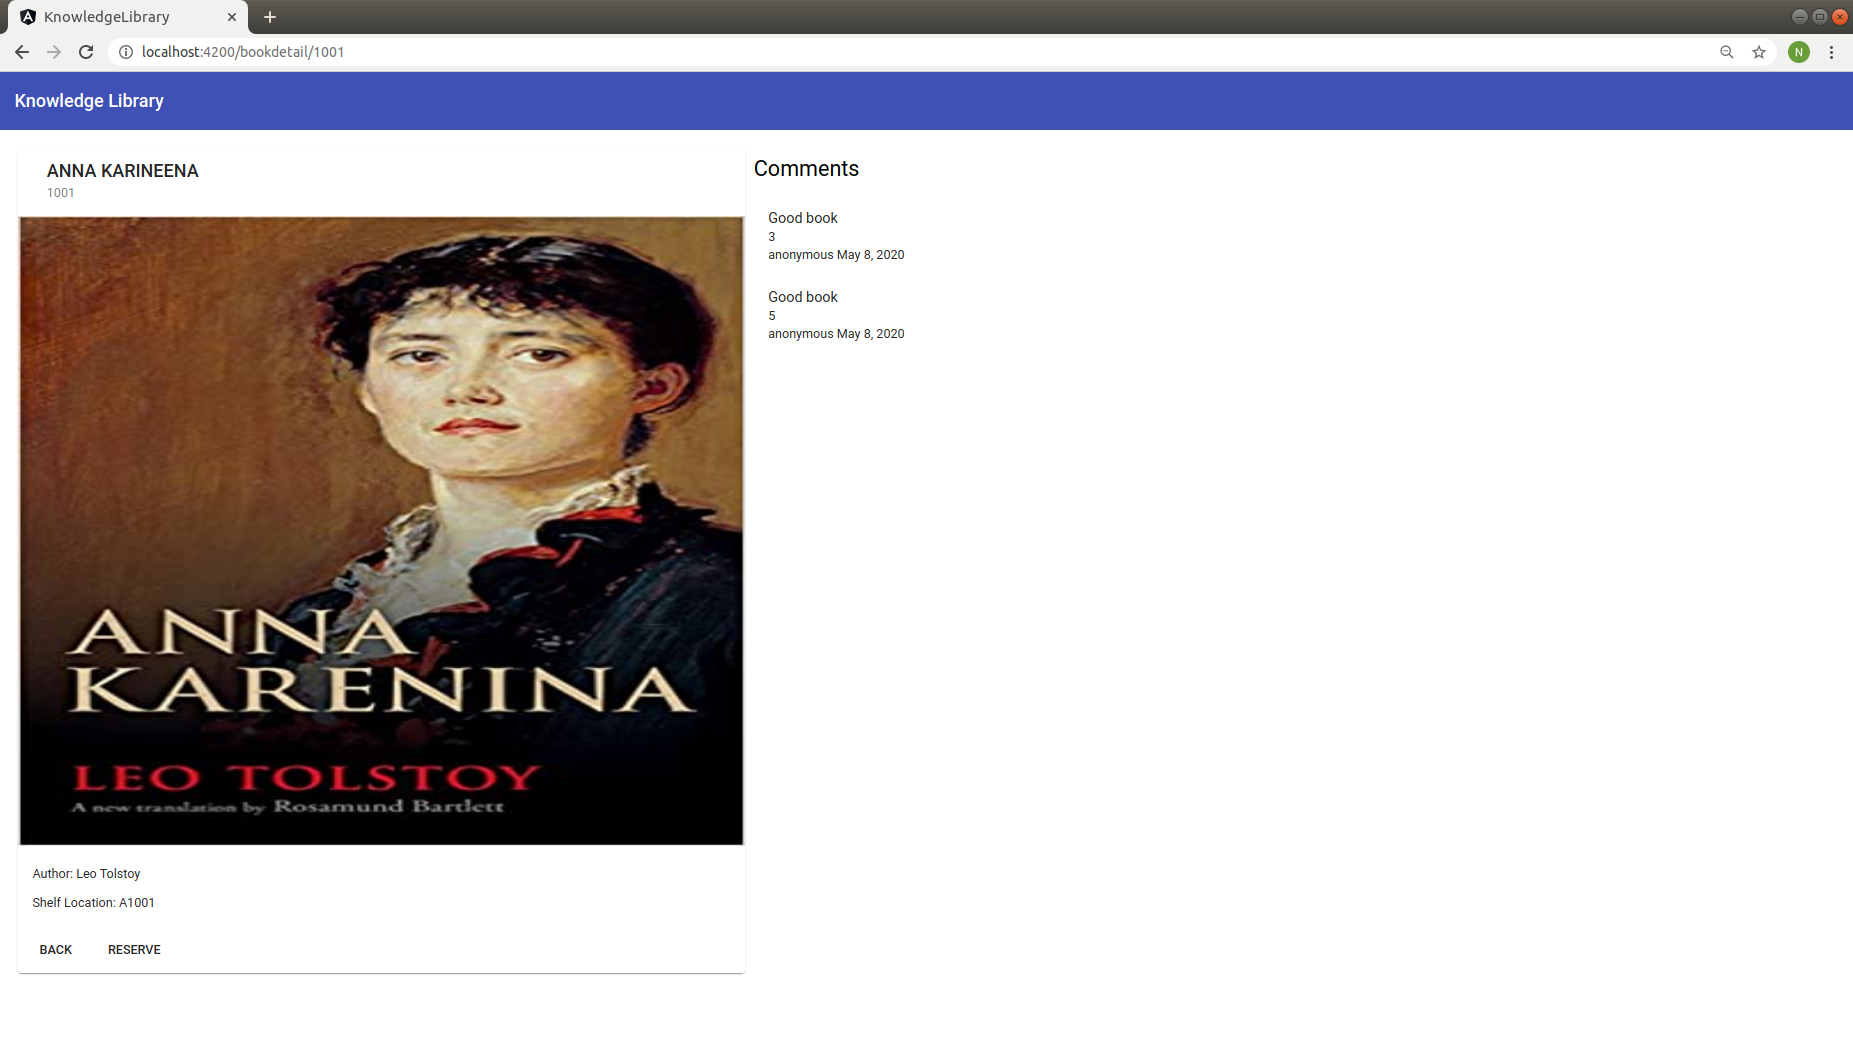 KnowledgeLibrary
localhost:4200/bookdetail/1001
N
Knowledge Library
ANNA KARINEENA
1001
ANNA
KARENINA
LEO TOLSTOY
A new translation by Rosamund Bartlett
Author: Leo Tolstoy
Shelf Location: A1001
BACK RESERVE
Comments
Good book
3
anonymous May 8, 2020
Good book
5
anonymous May 8, 2020